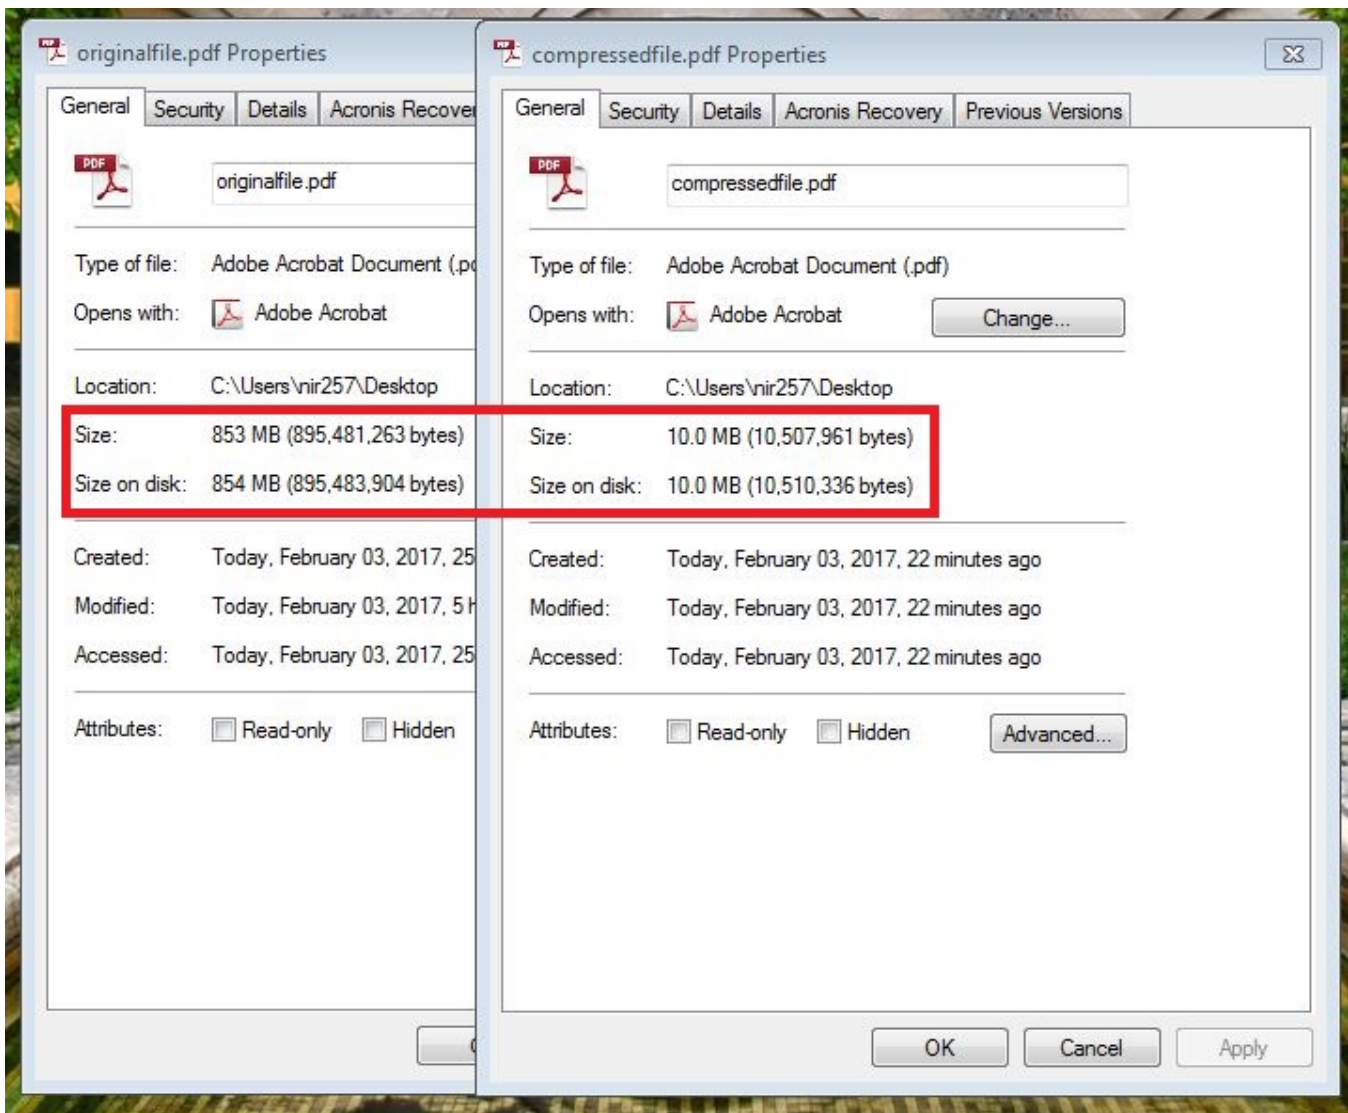 originalfile.pdf Properties
General Security Details Acronis
PDF
originalfile.pdf
Type of file: Adobe Acrobat Document
Opens with: Adobe Acrobat
Location: C:\Users\nir257\Desktop
Size: 853 MB (895,481,263 bytes)
Size on disk: 854 MB (895,483,904 bytes)
Created: Today, February 03, 2017, 25
Modified: Today, February 03, 2017, 5
Accessed: Today, February 03, 2017, 25
Attributes: Read-only Hidden
compressedfile.pdf Properties
General Security Details Acronis Recovery Previous Versions
PDF
compressedfile.pdf
Type of file: Adobe Acrobat Document (.pdf)
Opens with: Adobe Acrobat Change...
Location: C:\Users\nir257\Desktop
Size: 10.0 MB (10,507,961 bytes)
Size on disk: 10.0 MB (10,510,336 bytes)
Created: Today, February 03, 2017, 22 minutes ago
Modified: Today, February 03, 2017, 22 minutes ago
Accessed: Today, February 03, 2017, 22 minutes ago
Attributes: Read-only Hidden Advanced...
OK Cancel Apply